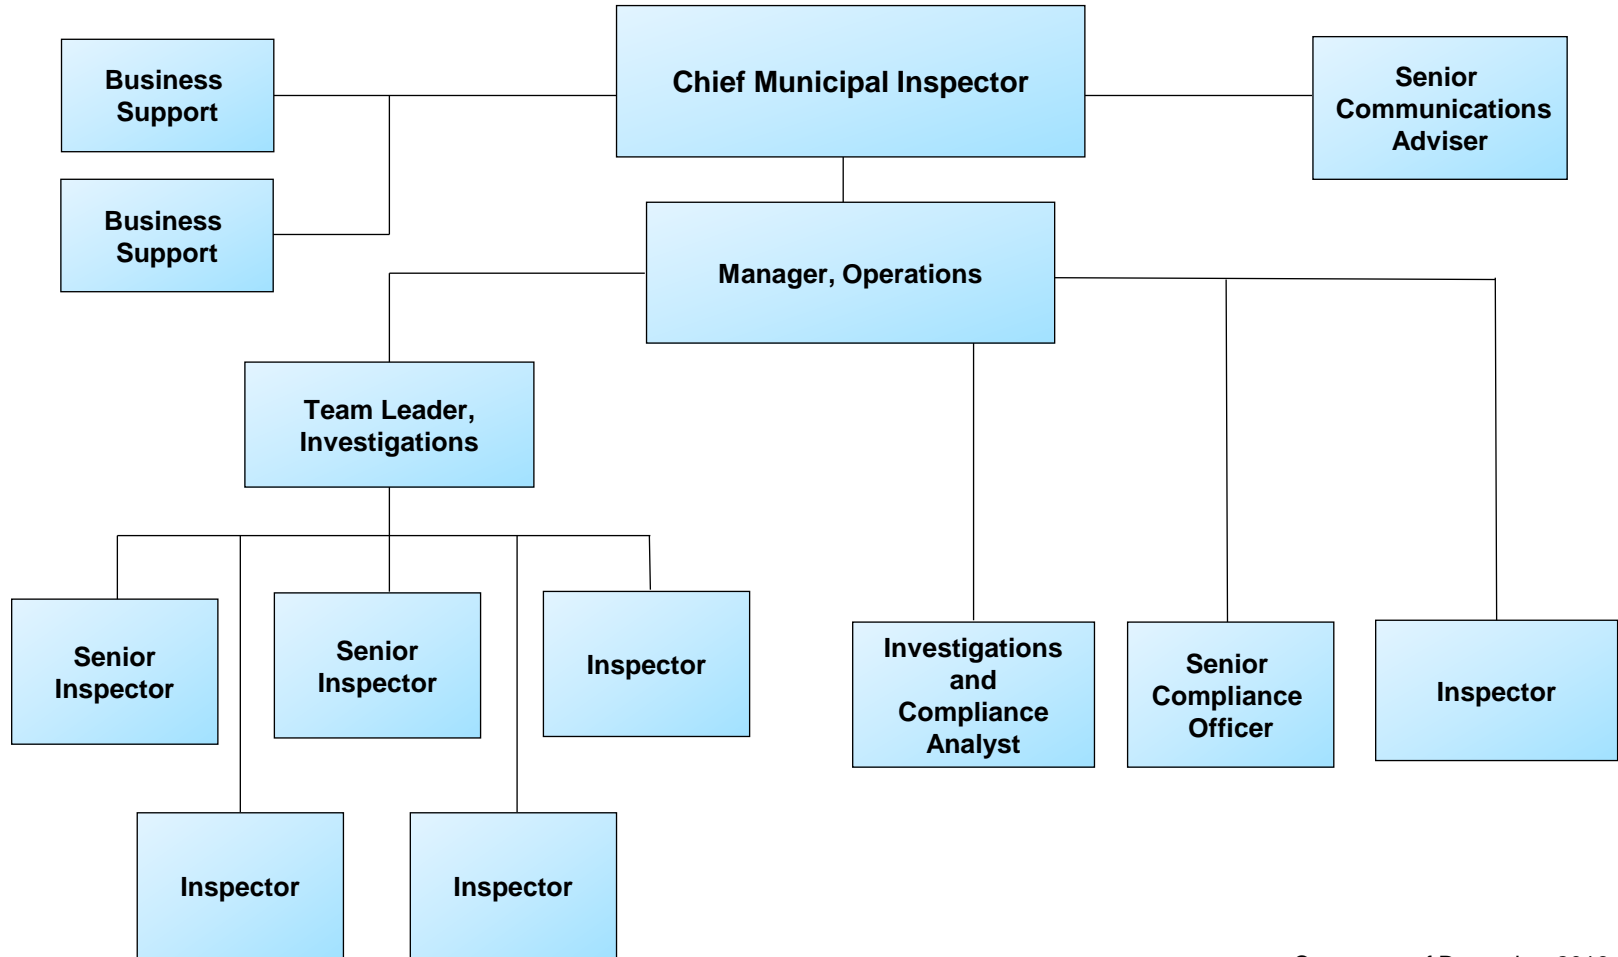 Chief Municipal Inspector
Business
Support
Senior
Communications
Adviser
Business
Support
Manager, Operations
Team Leader,
Investigations
Senior
Inspector
Senior
Inspector
Inspector
Investigations
and
Compliance
Analyst
Senior
Compliance
Officer
Inspector
Inspector
Inspector